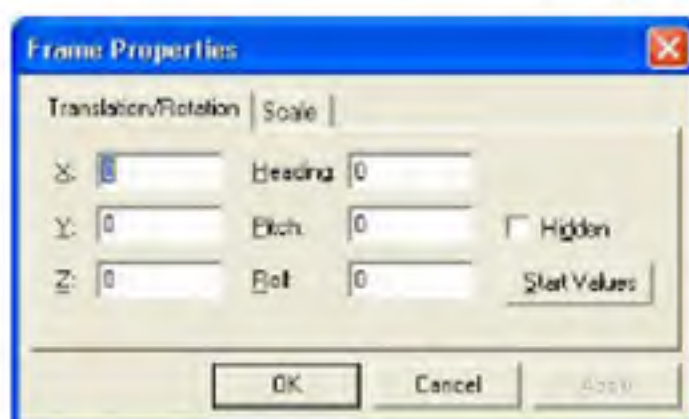 Frame Properties
Translation/Rotation Scale
X: 0 Heading 0
Y: 0 Pitch: 0 Hidden
Z: 0 Roll 0 Start Values
OK Cancel Apply